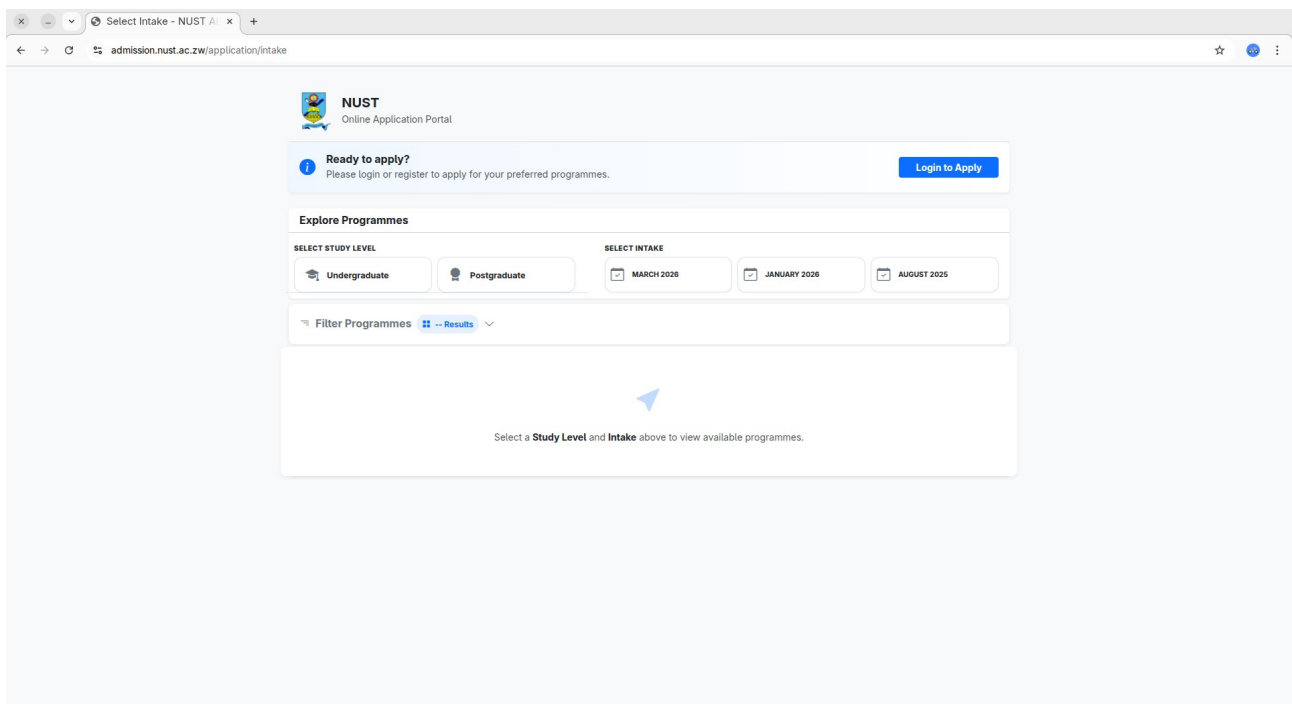 Select Intake - NUST A
admission.nust.ac.zw/application/intake
NUST
Online Application Portal
Ready to apply?
Please login or register to apply for your preferred programmes.
Login to Apply
Explore Programmes
SELECT STUDY LEVEL
SELECT INTAKE
Undergraduate
Postgraduate
MARCH 2026
JANUARY 2026
AUGUST 2025
Filter Programmes
-- Results
Select a Study Level and Intake above to view available programmes.